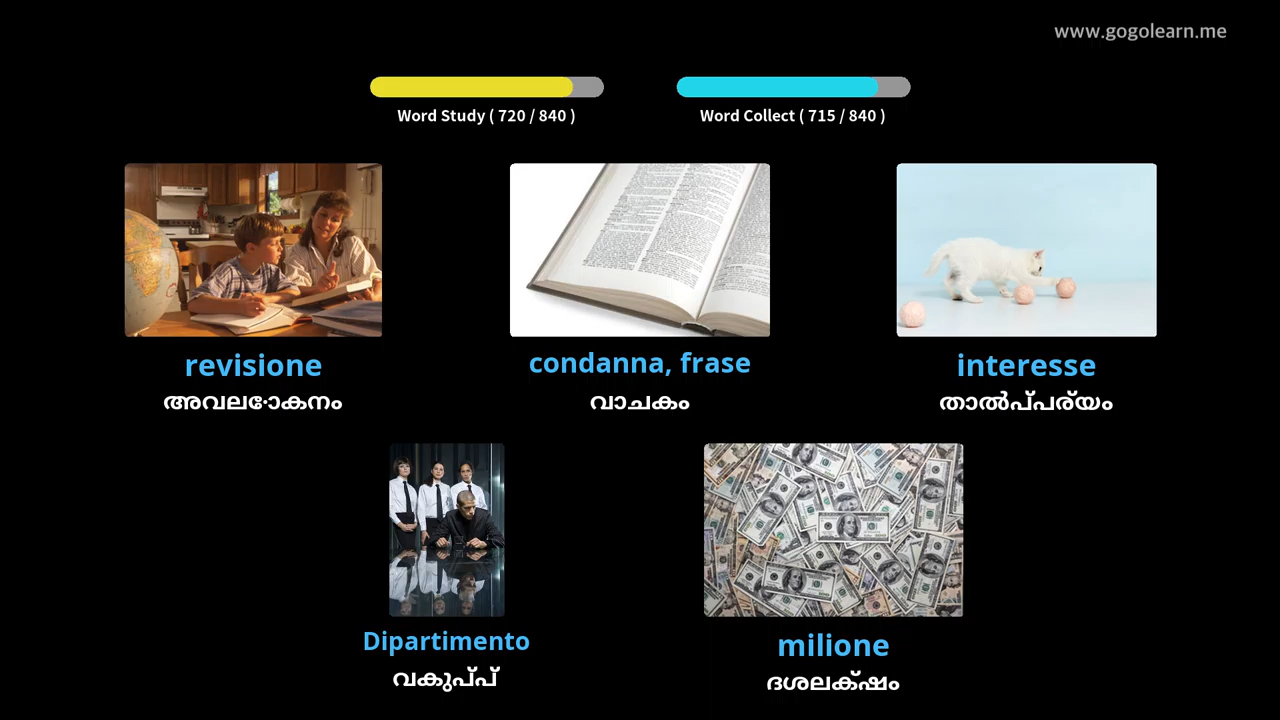 www.gogolearn.me
Word Study ( 720 / 840 )
Word Collect ( 715 / 840 )
revisione
condanna, frase
interesse
അവലോകനം
വാചകം
താൽപ്പര്യം
Dipartimento
milione
വകുപ്പ്
ദശലക്ഷം